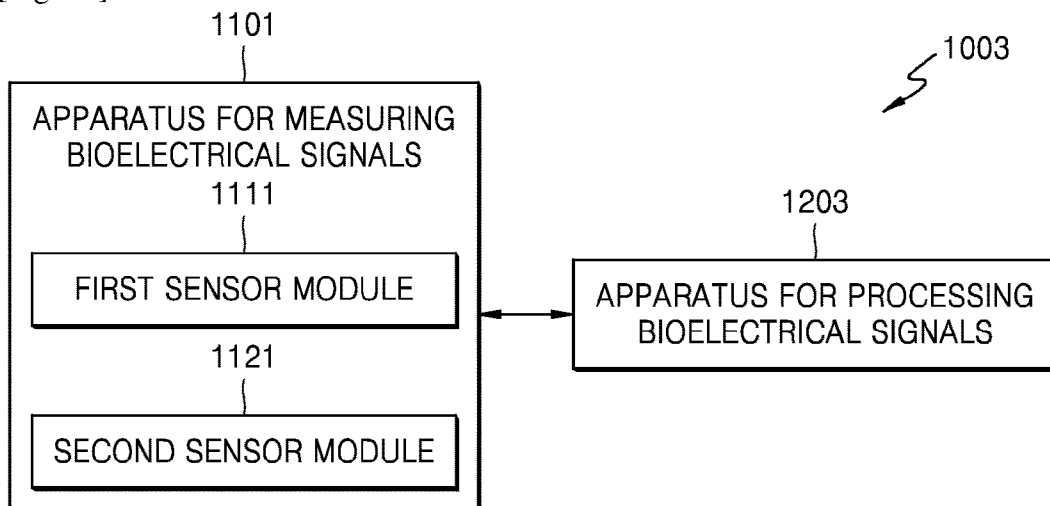 1101
1003
APPARATUS FOR MEASURING
BIOELECTRICAL SIGNALS
1111
FIRST SENSOR MODULE
1121
SECOND SENSOR MODULE
1203
APPARATUS FOR PROCESSING
BIOELECTRICAL SIGNALS